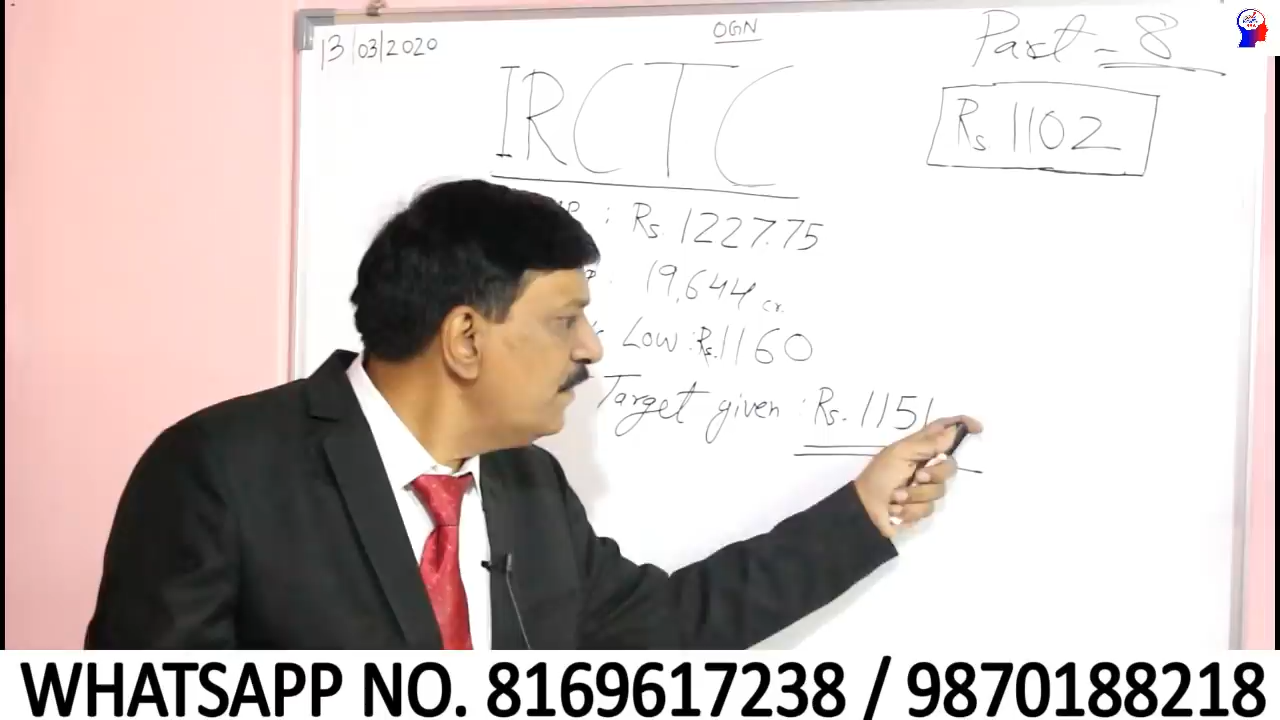 13/03/2020
OGN
Part - 8
IRCTC
Rs 1102
: Rs. 1227.75
: 19,644 cr.
Low : Rs. 1160
Target given : Rs. 1151
WHATSAPP NO. 8169617238 / 9870188218